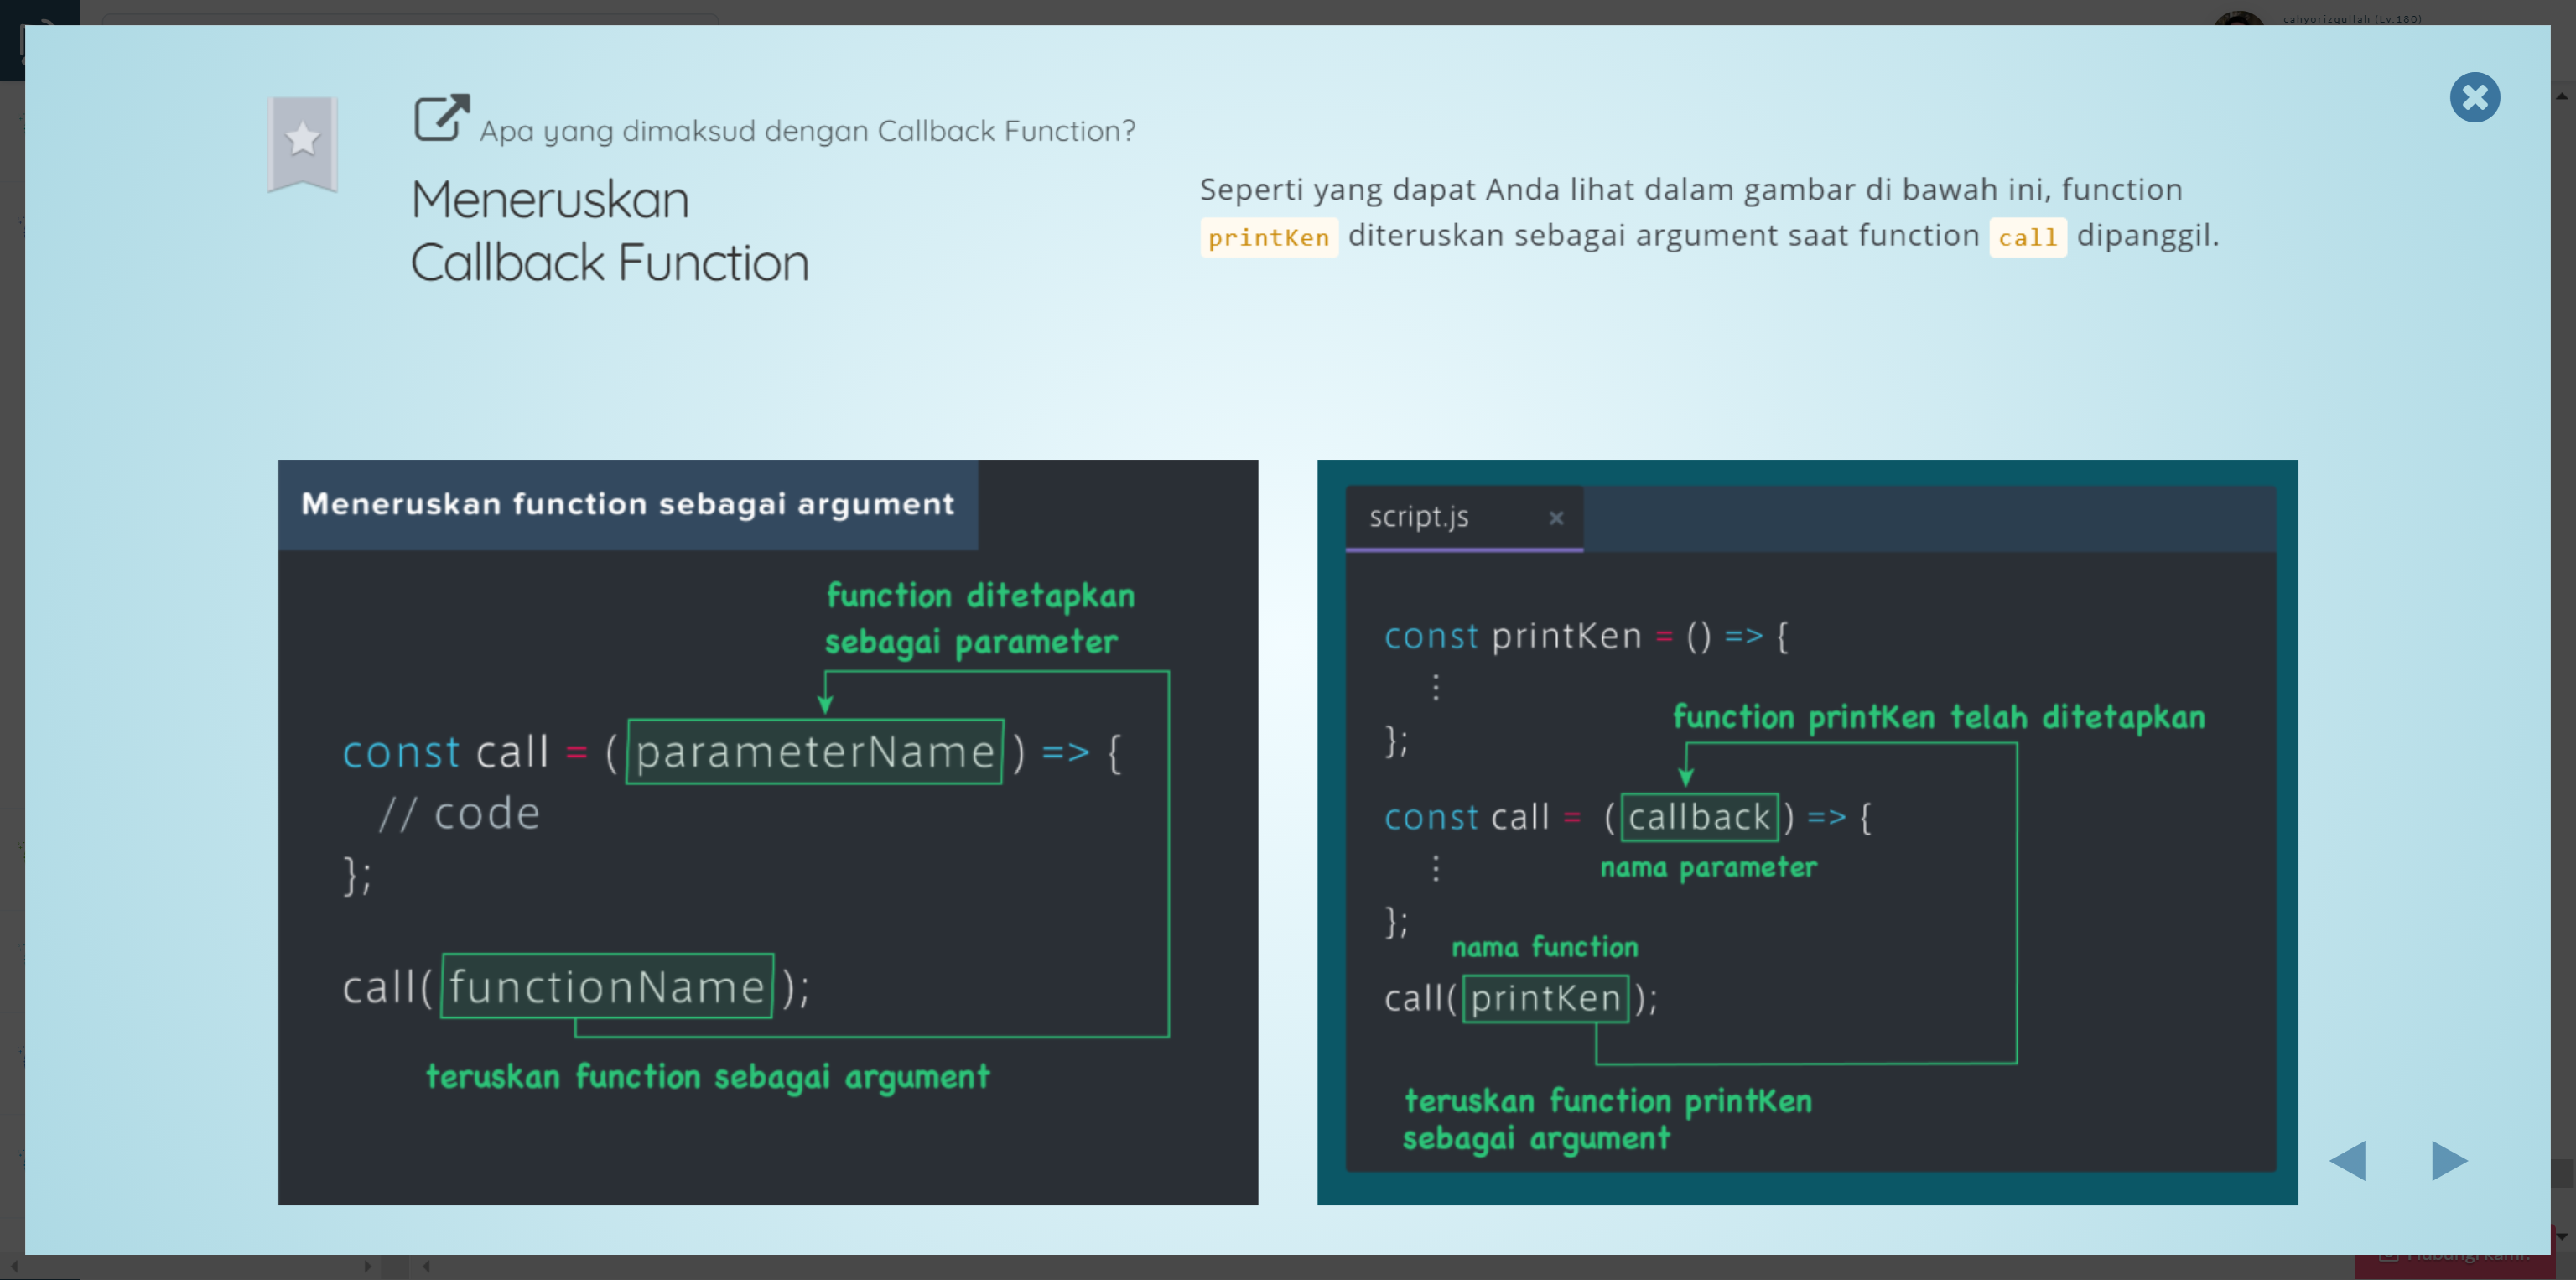 cahyorizqullah (Lv.180)
Apa yang dimaksud dengan Callback Function?
Meneruskan
Callback Function
Seperti yang dapat Anda lihat dalam gambar di bawah ini, function
printKen diteruskan sebagai argument saat function call dipanggil.
Meneruskan function sebagai argument
function ditetapkan
sebagai parameter
const call = ( parameterName ) => {
// code
};
call( functionName );
teruskan function sebagai argument
script.js
const printKen = () => {
⋮
};
function printKen telah ditetapkan
const call = ( callback ) => {
⋮
nama parameter
};
nama function
call( printKen );
teruskan function printKen
sebagai argument
Hubungi kami.